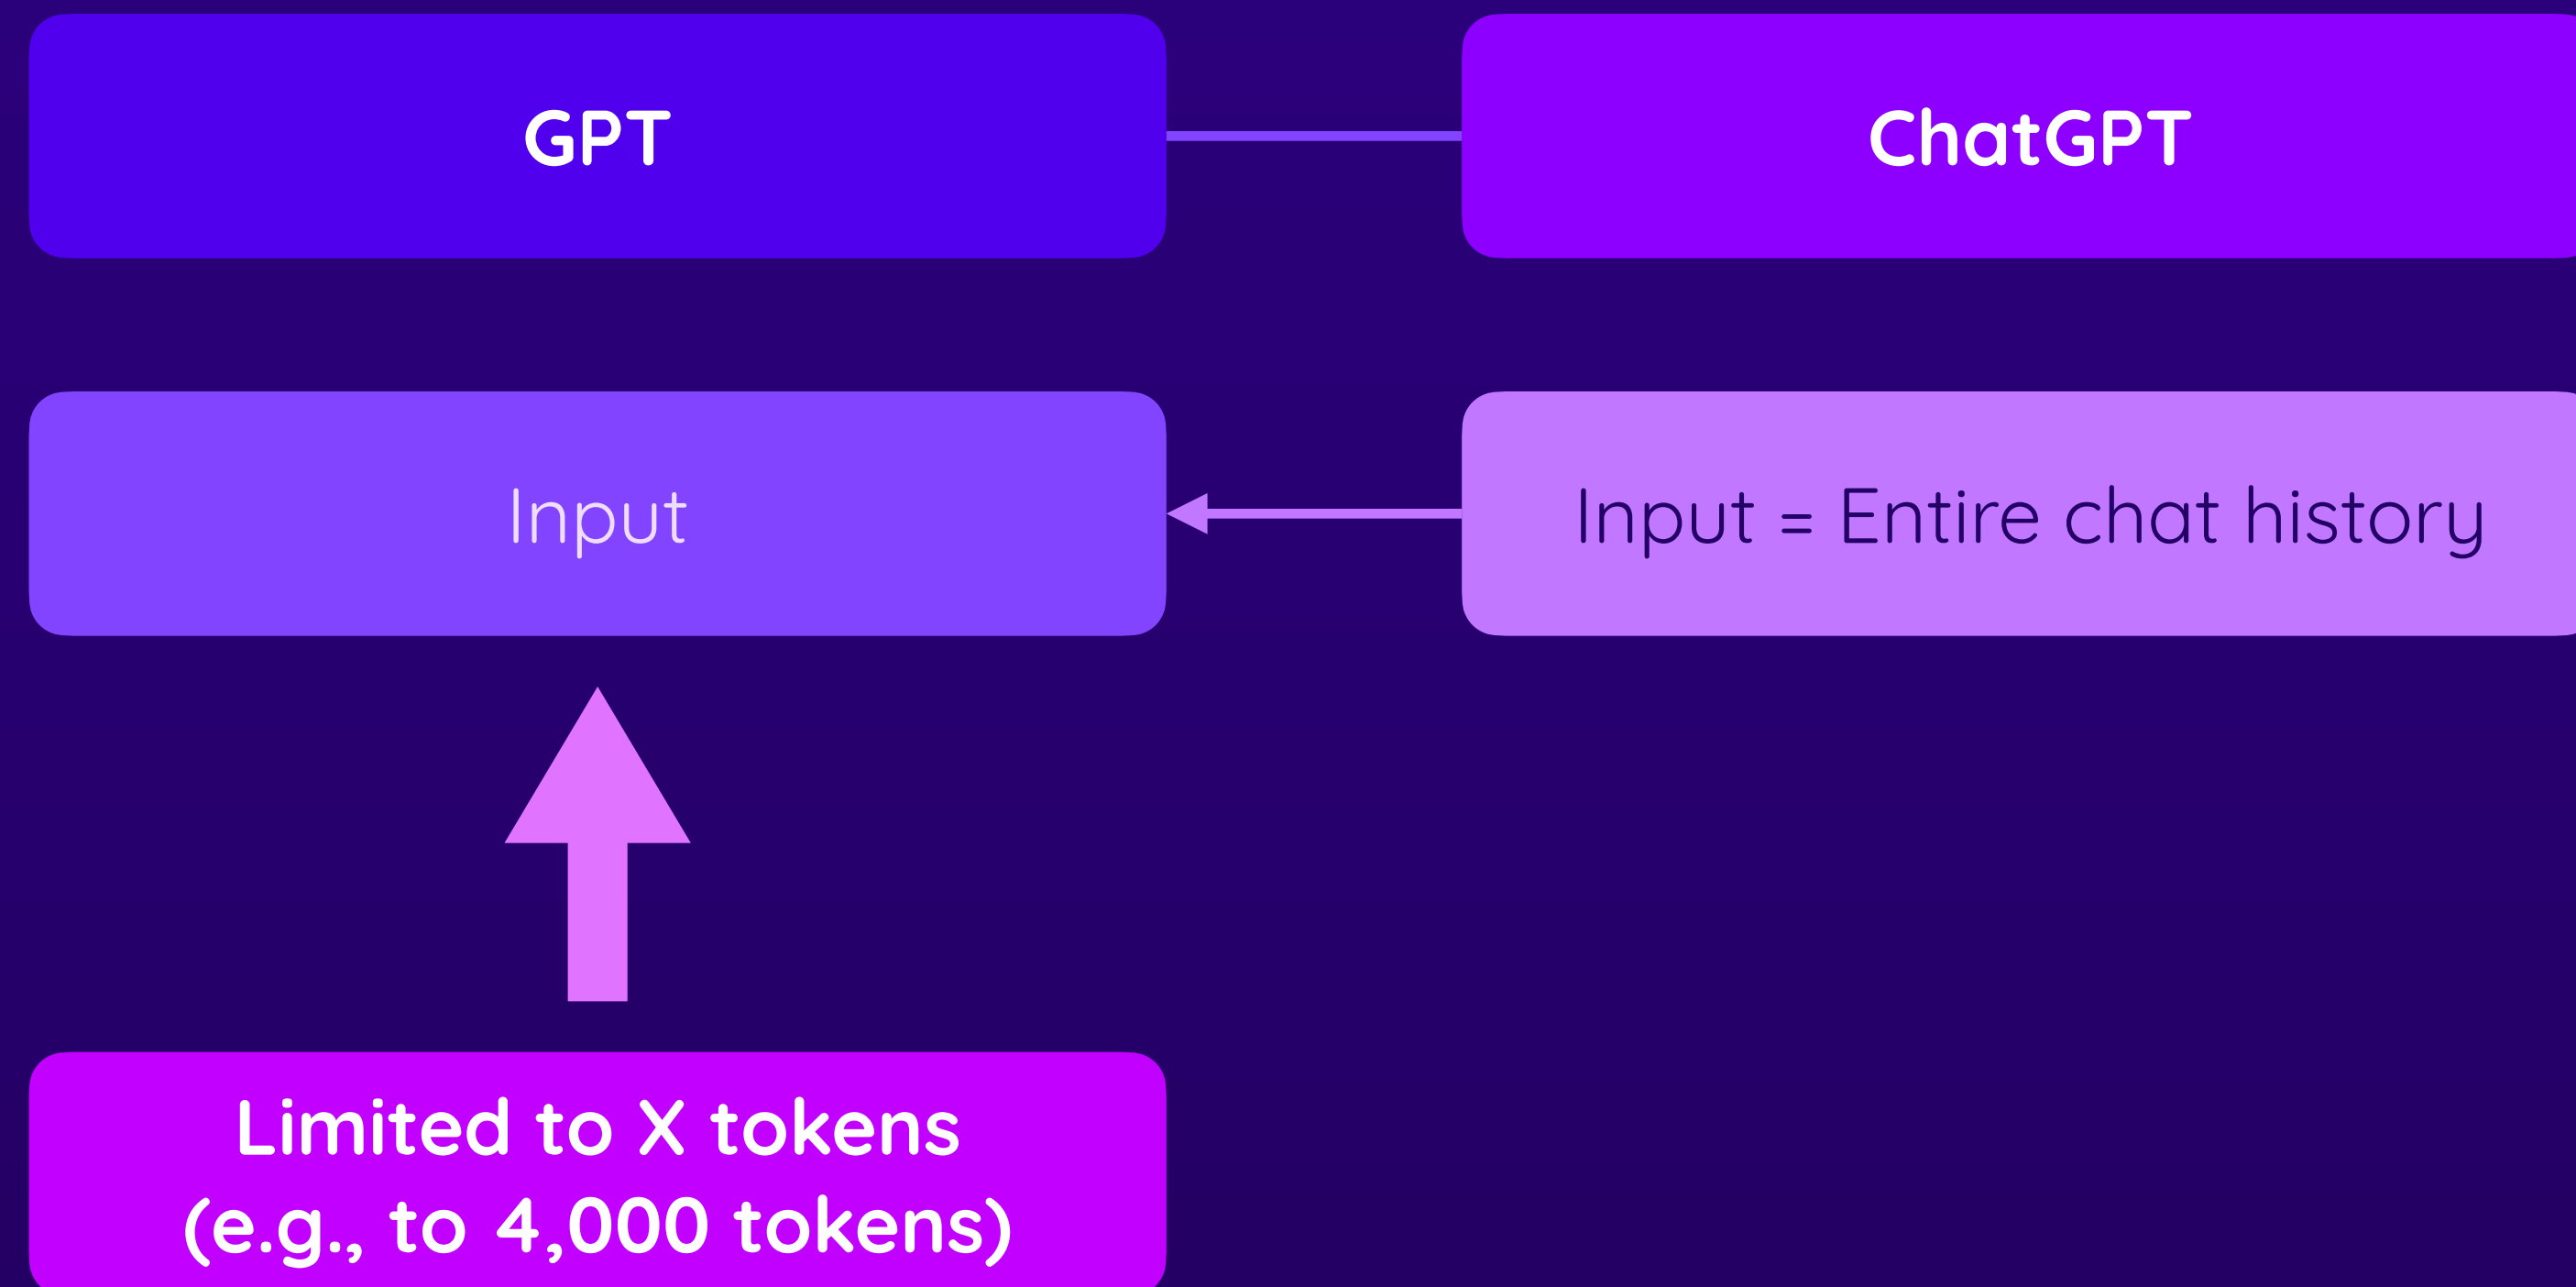 GPT
ChatGPT
Input
Input = Entire chat history
Limited to X tokens
(e.g., to 4,000 tokens)